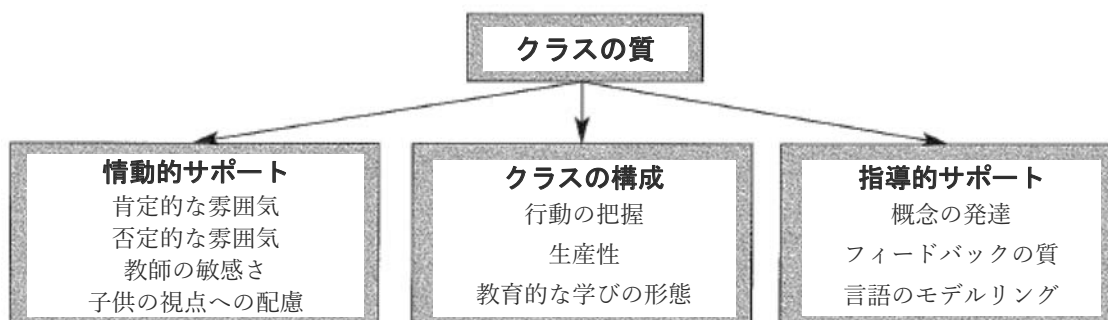 クラスの質
情動的サポート
肯定的な雰囲気
否定的な雰囲気
教師の敏感さ
子供の視点への配慮
クラスの構成
行動の把握
生産性
教育的な学びの形態
指導的サポート
概念の発達
フィードバックの質
言語のモデルリング